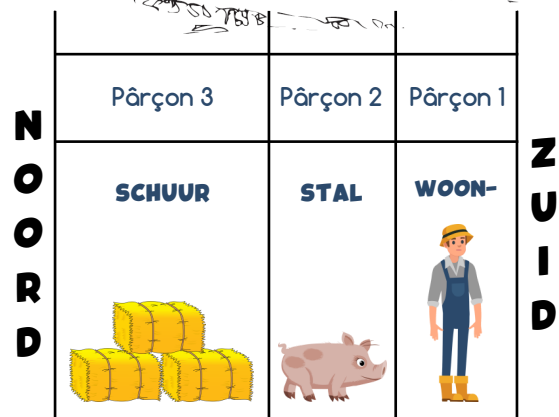 Pârçon 3
Pârçon 2
Pârçon 1
NOORD
SCHUUR
STAL
WOON-
ZUID